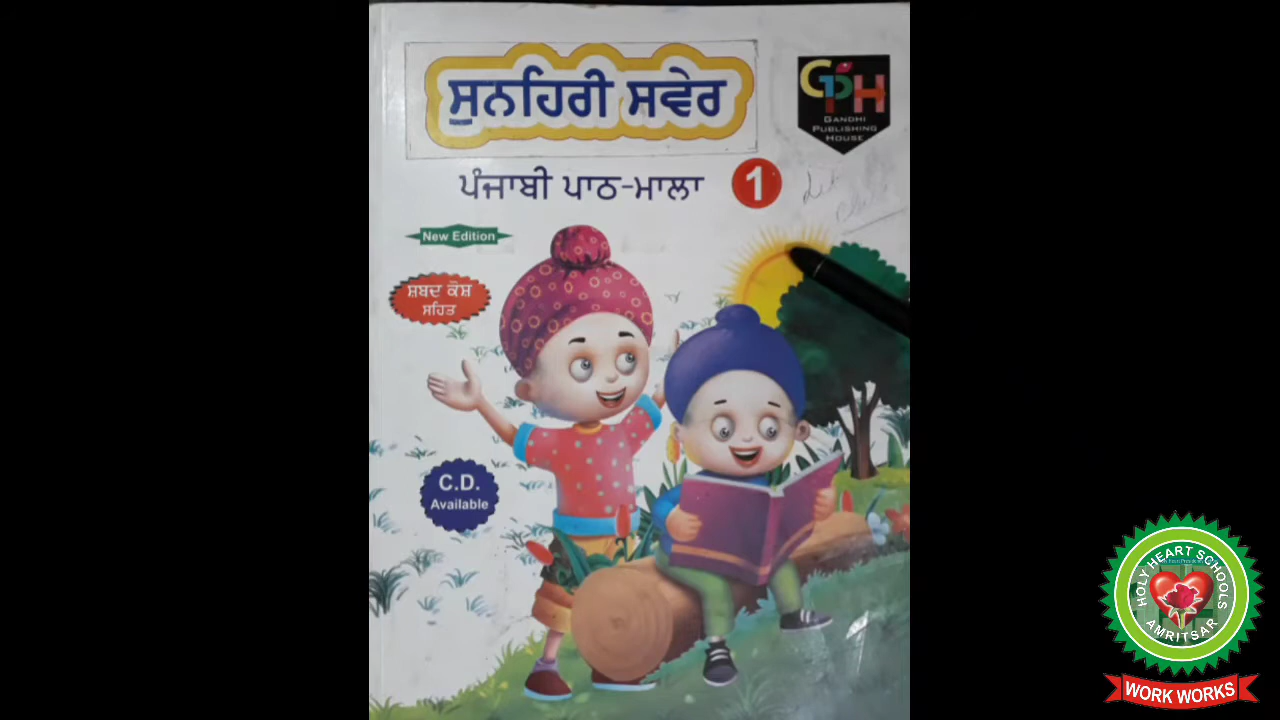 ਸੁਨਹਿਰੀ ਸਵੇਰ
GPH
GANDHI
PUBLISHING
HOUSE
ਪੰਜਾਬੀ ਪਾਠ-ਮਾਲਾ 1
New Edition
ਸ਼ਬਦ ਕੋਸ਼
ਸਹਿਤ
C.D.
Available
HOLY HEART SCHOOLS
AMRITSAR
WORK WORKS